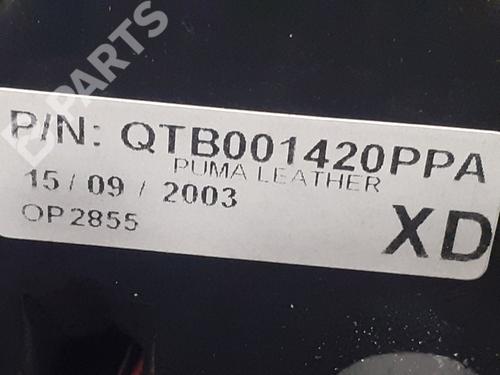 B-PARTS
P/N: QTB001420PPA
PUMA LEATHER
15 / 09 / 2003
OP2855
XD